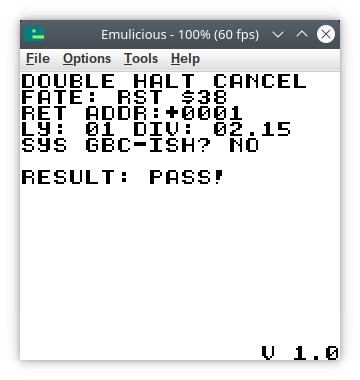 Emulicious - 100% (60 fps)
File Options Tools Help
DOUBLE HALT CANCEL
FATE: RST $38
RET ADDR:+0001
LY: 01 DIV: 02.15
SYS GBC-ISH? NO
RESULT: PASS!
V 1.0